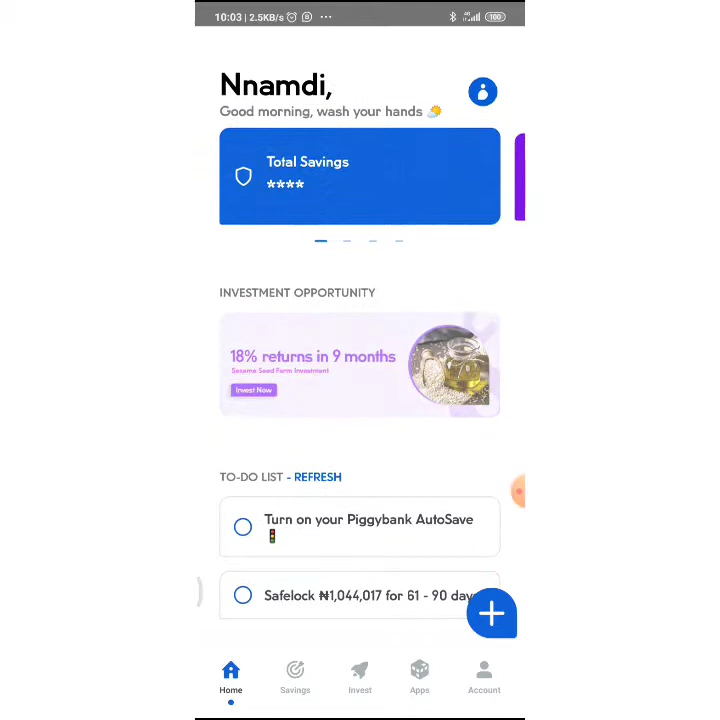 10:03 | 2.5KB/s ... 100
Nnamdi,
Good morning, wash your hands
Total Savings
****
INVESTMENT OPPORTUNITY
18% returns in 9 months
Sesame Seed Farm Investment
Invest Now
TO-DO LIST - REFRESH
Turn on your Piggybank AutoSave
Safelock ₦1,044,017 for 61 - 90 days
Home Savings Invest Apps Account